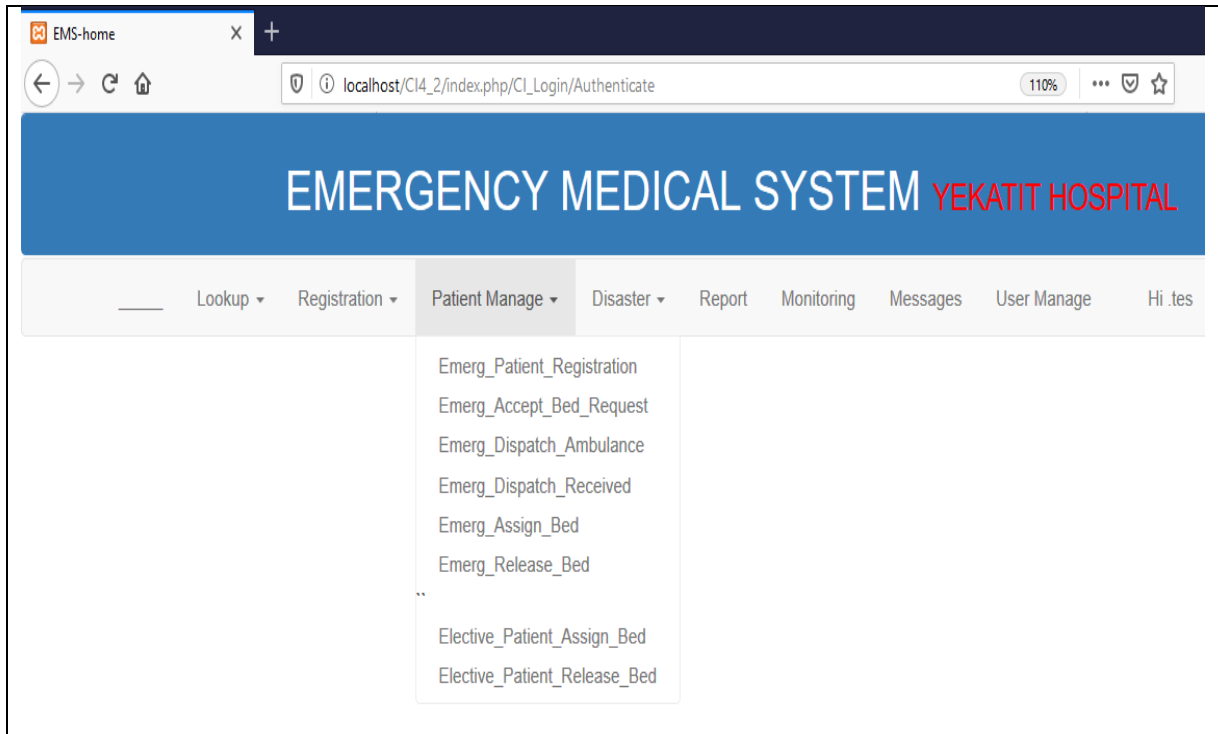 EMS-home
localhost/CI4_2/index.php/CI_Login/Authenticate 110%
EMERGENCY MEDICAL SYSTEM YEKATIT HOSPITAL
_____ Lookup Registration Patient Manage Disaster Report Monitoring Messages User Manage Hi .tes
Emerg_Patient_Registration
Emerg_Accept_Bed_Request
Emerg_Dispatch_Ambulance
Emerg_Dispatch_Received
Emerg_Assign_Bed
Emerg_Release_Bed
``
Elective_Patient_Assign_Bed
Elective_Patient_Release_Bed